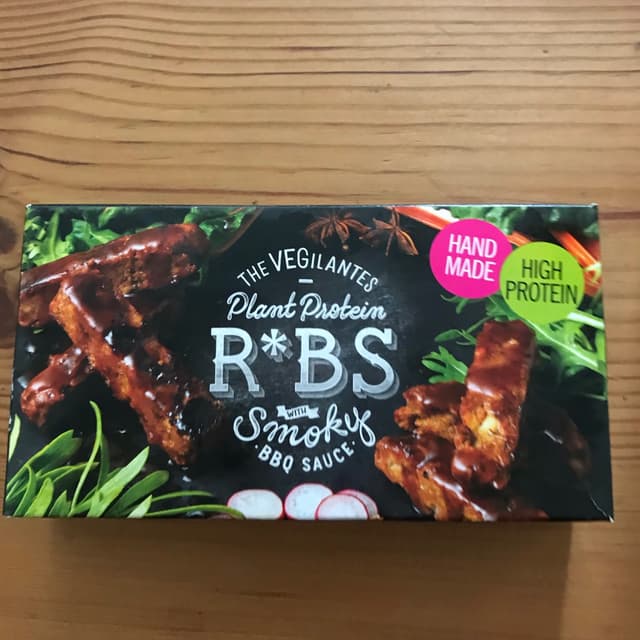 THE VEGILANTES
Plant Protein
R*BS
WITH
Smoky
BBQ SAUCE
HAND
MADE
HIGH
PROTEIN